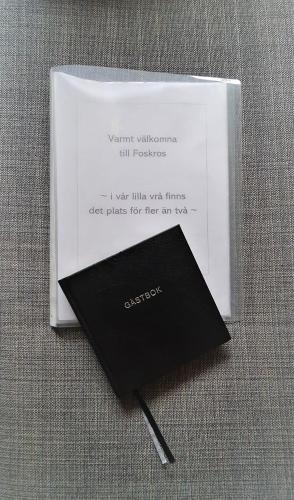 Varmt välkomna
till Foskros
~ i vår lilla vrå finns
det plats för fler än två ~
GÄSTBOK